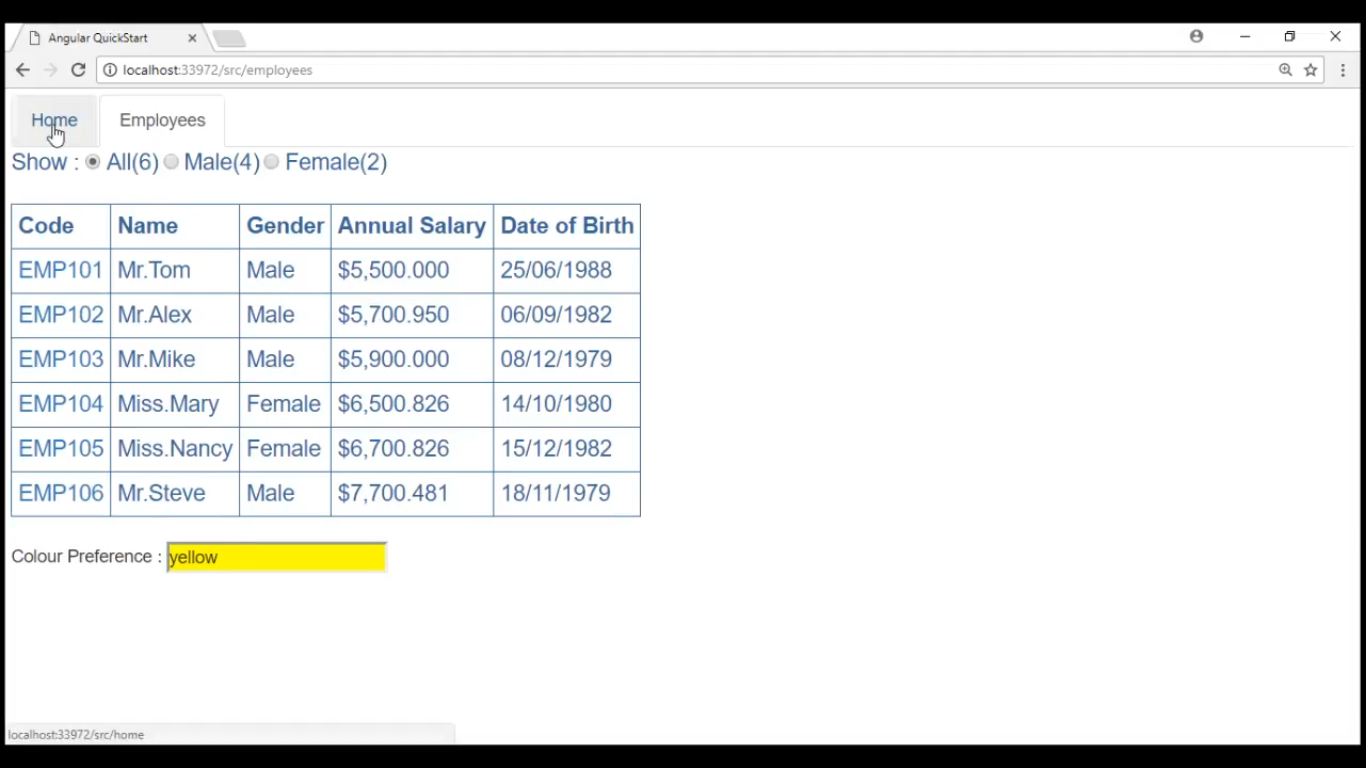 Angular QuickStart
localhost:33972/src/employees
Home Employees
Show : All(6) Male(4) Female(2)
Code Name Gender Annual Salary Date of Birth
EMP101 Mr.Tom Male $5,500.000 25/06/1988
EMP102 Mr.Alex Male $5,700.950 06/09/1982
EMP103 Mr.Mike Male $5,900.000 08/12/1979
EMP104 Miss.Mary Female $6,500.826 14/10/1980
EMP105 Miss.Nancy Female $6,700.826 15/12/1982
EMP106 Mr.Steve Male $7,700.481 18/11/1979
Colour Preference : yellow
localhost:33972/src/home